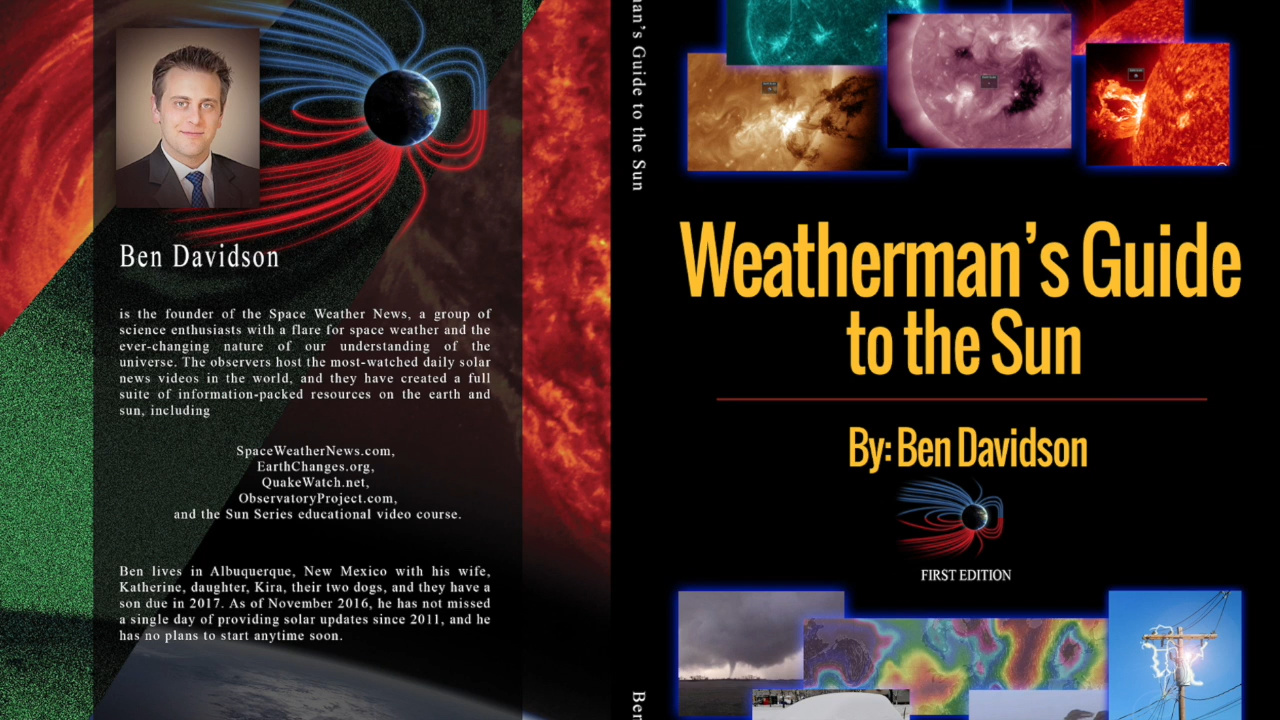 Ben Davidson
is the founder of the Space Weather News, a group of
science enthusiasts with a flare for space weather and the
ever-changing nature of our understanding of the
universe. The observers host the most-watched daily solar
news videos in the world, and they have created a full
suite of information-packed resources on the earth and
sun, including
SpaceWeatherNews.com,
EarthChanges.org,
QuakeWatch.net,
ObservatoryProject.com,
and the Sun Series educational video course.
Ben lives in Albuquerque, New Mexico with his wife,
Katherine, daughter, Kira, their two dogs, and they have a
son due in 2017. As of November 2016, he has not missed
a single day of providing solar updates since 2011, and he
has no plans to start anytime soon.
man's Guide to the Sun
Ben
Weatherman's Guide
to the Sun
By: Ben Davidson
FIRST EDITION